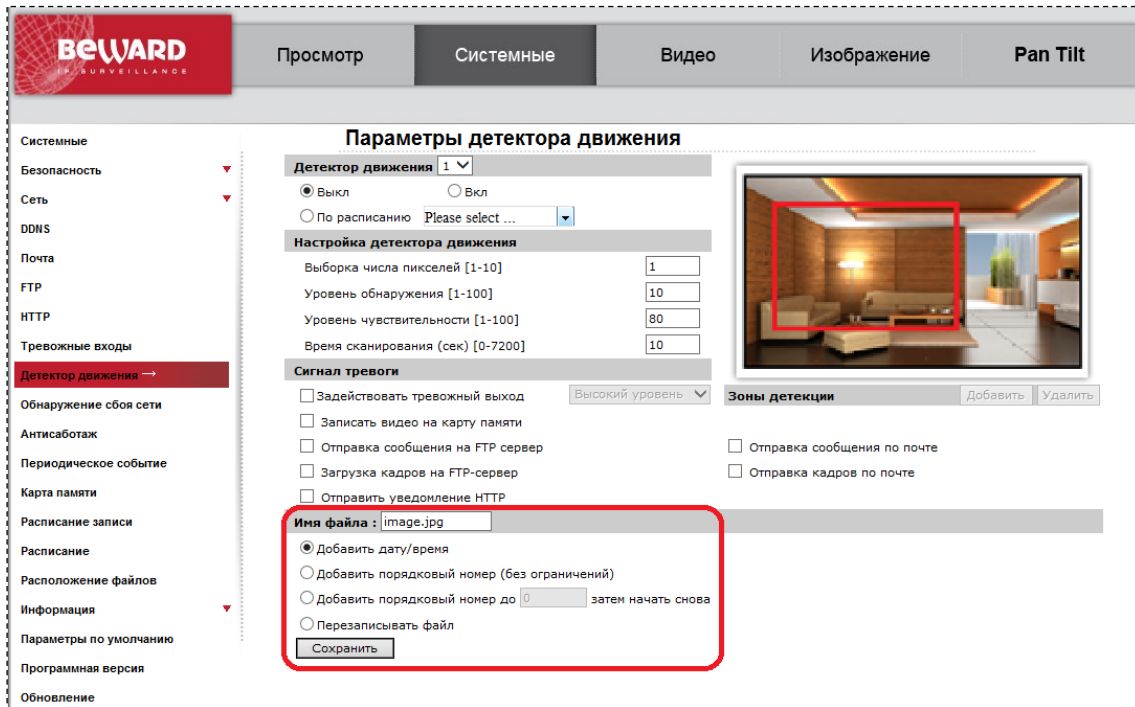 BEWARD
IP SURVEILLANCE
Просмотр
Системные
Видео
Изображение
Pan Tilt
Системные
Безопасность
Сеть
DDNS
Почта
FTP
HTTP
Тревожные входы
Детектор движения →
Обнаружение сбоя сети
Антисаботаж
Периодическое событие
Карта памяти
Расписание записи
Расписание
Расположение файлов
Информация
Параметры по умолчанию
Программная версия
Обновление
Параметры детектора движения
Детектор движения 1
Выкл Вкл
По расписанию Please select ...
Настройка детектора движения
Выборка числа пикселей [1-10] 1
Уровень обнаружения [1-100] 10
Уровень чувствительности [1-100] 80
Время сканирования (сек) [0-7200] 10
Сигнал тревоги
Задействовать тревожный выход Высокий уровень
Зоны детекции Добавить Удалить
Записать видео на карту памяти
Отправка сообщения на FTP сервер
Отправка сообщения по почте
Загрузка кадров на FTP-сервер
Отправка кадров по почте
Отправить уведомление HTTP
Имя файла : image.jpg
Добавить дату/время
Добавить порядковый номер (без ограничений)
Добавить порядковый номер до 0 затем начать снова
Перезаписывать файл
Сохранить